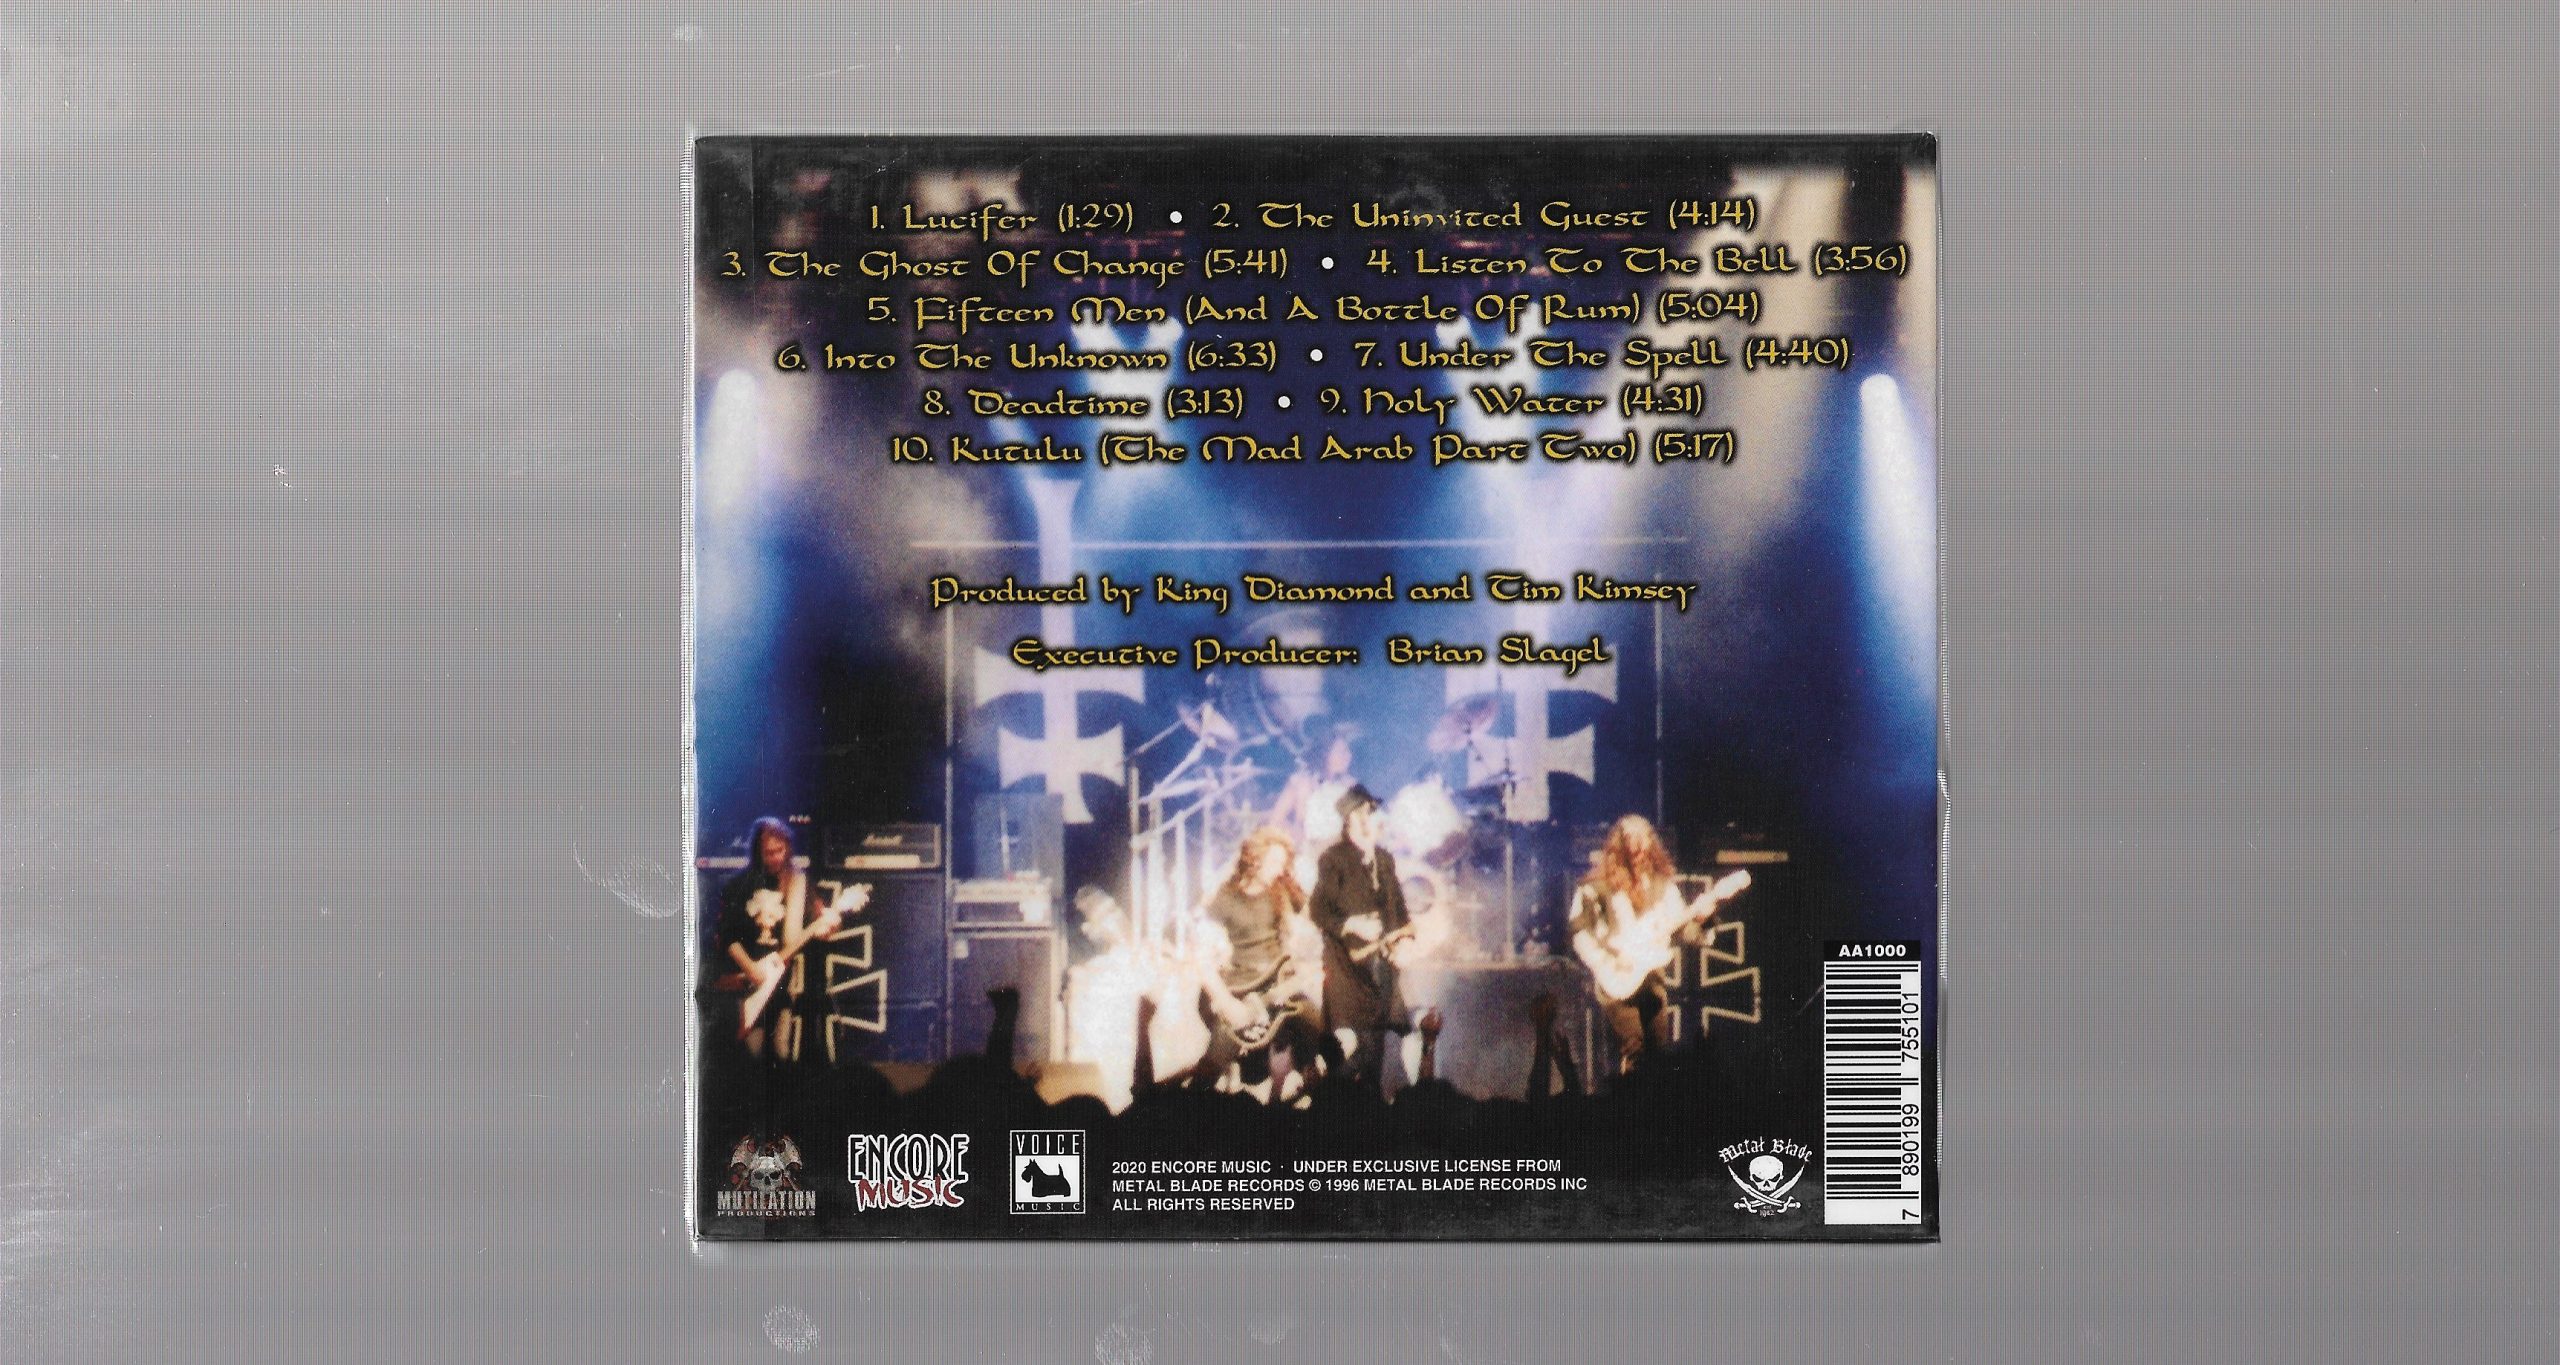 1. Lucifer (1:29) • 2. The Uninvited Guest (4:14)
3. The Ghost Of Change (5:41) • 4. Listen To The Bell (3:56)
5. Fifteen Men (And A Bottle Of Rum) (5:04)
6. Into The Unknown (6:33) • 7. Under The Spell (4:40)
8. Deadtime (3:13) • 9. Holy Water (4:31)
10. Kutulu (The Mad Arab Part Two) (5:17)
Produced by King Diamond and Tim Kimsey
Executive Producer: Brian Slagel
AA1000
7 890199 755101
MUTILATION
PRODUCTIONS
ENCORE
MUSIC
VOICE
MUSIC
2020 ENCORE MUSIC · UNDER EXCLUSIVE LICENSE FROM
METAL BLADE RECORDS © 1996 METAL BLADE RECORDS INC
ALL RIGHTS RESERVED
Metal Blade